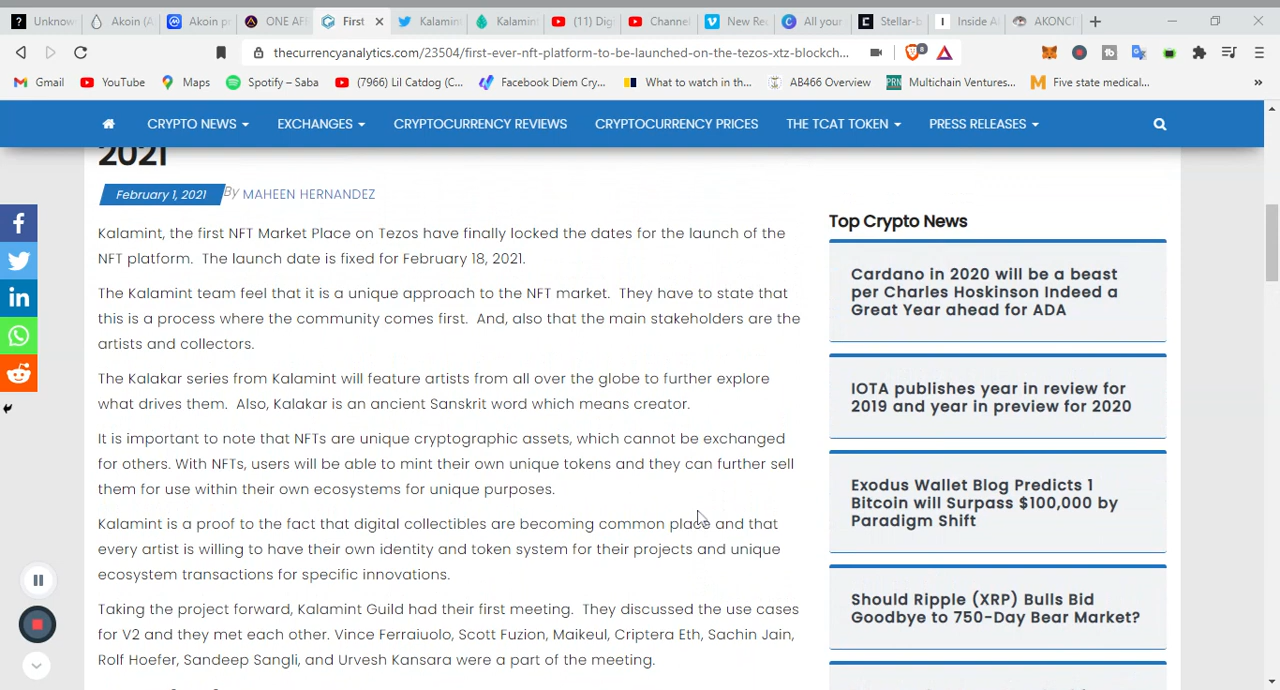 Unknow
Akoin (A
Akoin pr
ONE AFI
First
Kalamint
Kalamint
(11) Dig
Channel
New Re
All your
Stellar-b
Inside A
AKONC
thecurrencyanalytics.com/23504/first-ever-nft-platform-to-be-launched-on-the-tezos-xtz-blockch...
Gmail
YouTube
Maps
Spotify – Saba
(7966) Lil Catdog (C...
Facebook Diem Cry...
What to watch in th...
AB466 Overview
Multichain Ventures...
Five state medical...
»
CRYPTO NEWS
EXCHANGES
CRYPTOCURRENCY REVIEWS
CRYPTOCURRENCY PRICES
THE TCAT TOKEN
PRESS RELEASES
2021
February 1, 2021 By MAHEEN HERNANDEZ
Kalamint, the first NFT Market Place on Tezos have finally locked the dates for the launch of the
NFT platform. The launch date is fixed for February 18, 2021.
The Kalamint team feel that it is a unique approach to the NFT market. They have to state that
this is a process where the community comes first. And, also that the main stakeholders are the
artists and collectors.
The Kalakar series from Kalamint will feature artists from all over the globe to further explore
what drives them. Also, Kalakar is an ancient Sanskrit word which means creator.
It is important to note that NFTs are unique cryptographic assets, which cannot be exchanged
for others. With NFTs, users will be able to mint their own unique tokens and they can further sell
them for use within their own ecosystems for unique purposes.
Kalamint is a proof to the fact that digital collectibles are becoming common place and that
every artist is willing to have their own identity and token system for their projects and unique
ecosystem transactions for specific innovations.
Taking the project forward, Kalamint Guild had their first meeting. They discussed the use cases
for V2 and they met each other. Vince Ferraiuolo, Scott Fuzion, Maikeul, Criptera Eth, Sachin Jain,
Rolf Hoefer, Sandeep Sangli, and Urvesh Kansara were a part of the meeting.
Top Crypto News
Cardano in 2020 will be a beast
per Charles Hoskinson Indeed a
Great Year ahead for ADA
IOTA publishes year in review for
2019 and year in preview for 2020
Exodus Wallet Blog Predicts 1
Bitcoin will Surpass $100,000 by
Paradigm Shift
Should Ripple (XRP) Bulls Bid
Goodbye to 750-Day Bear Market?